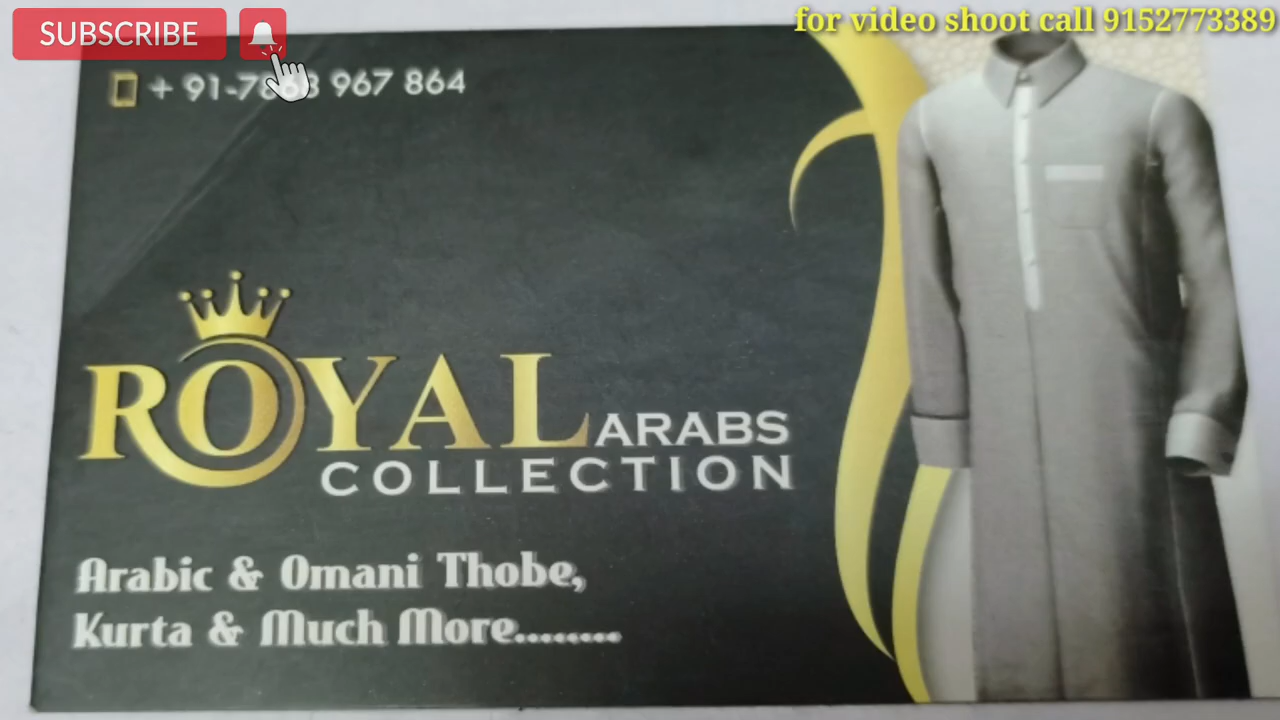 SUBSCRIBE
for video shoot call 9152773389
967 864
ROYAL ARABS
COLLECTION
Arabic & Omani Thobe,
Kurta & Much More........